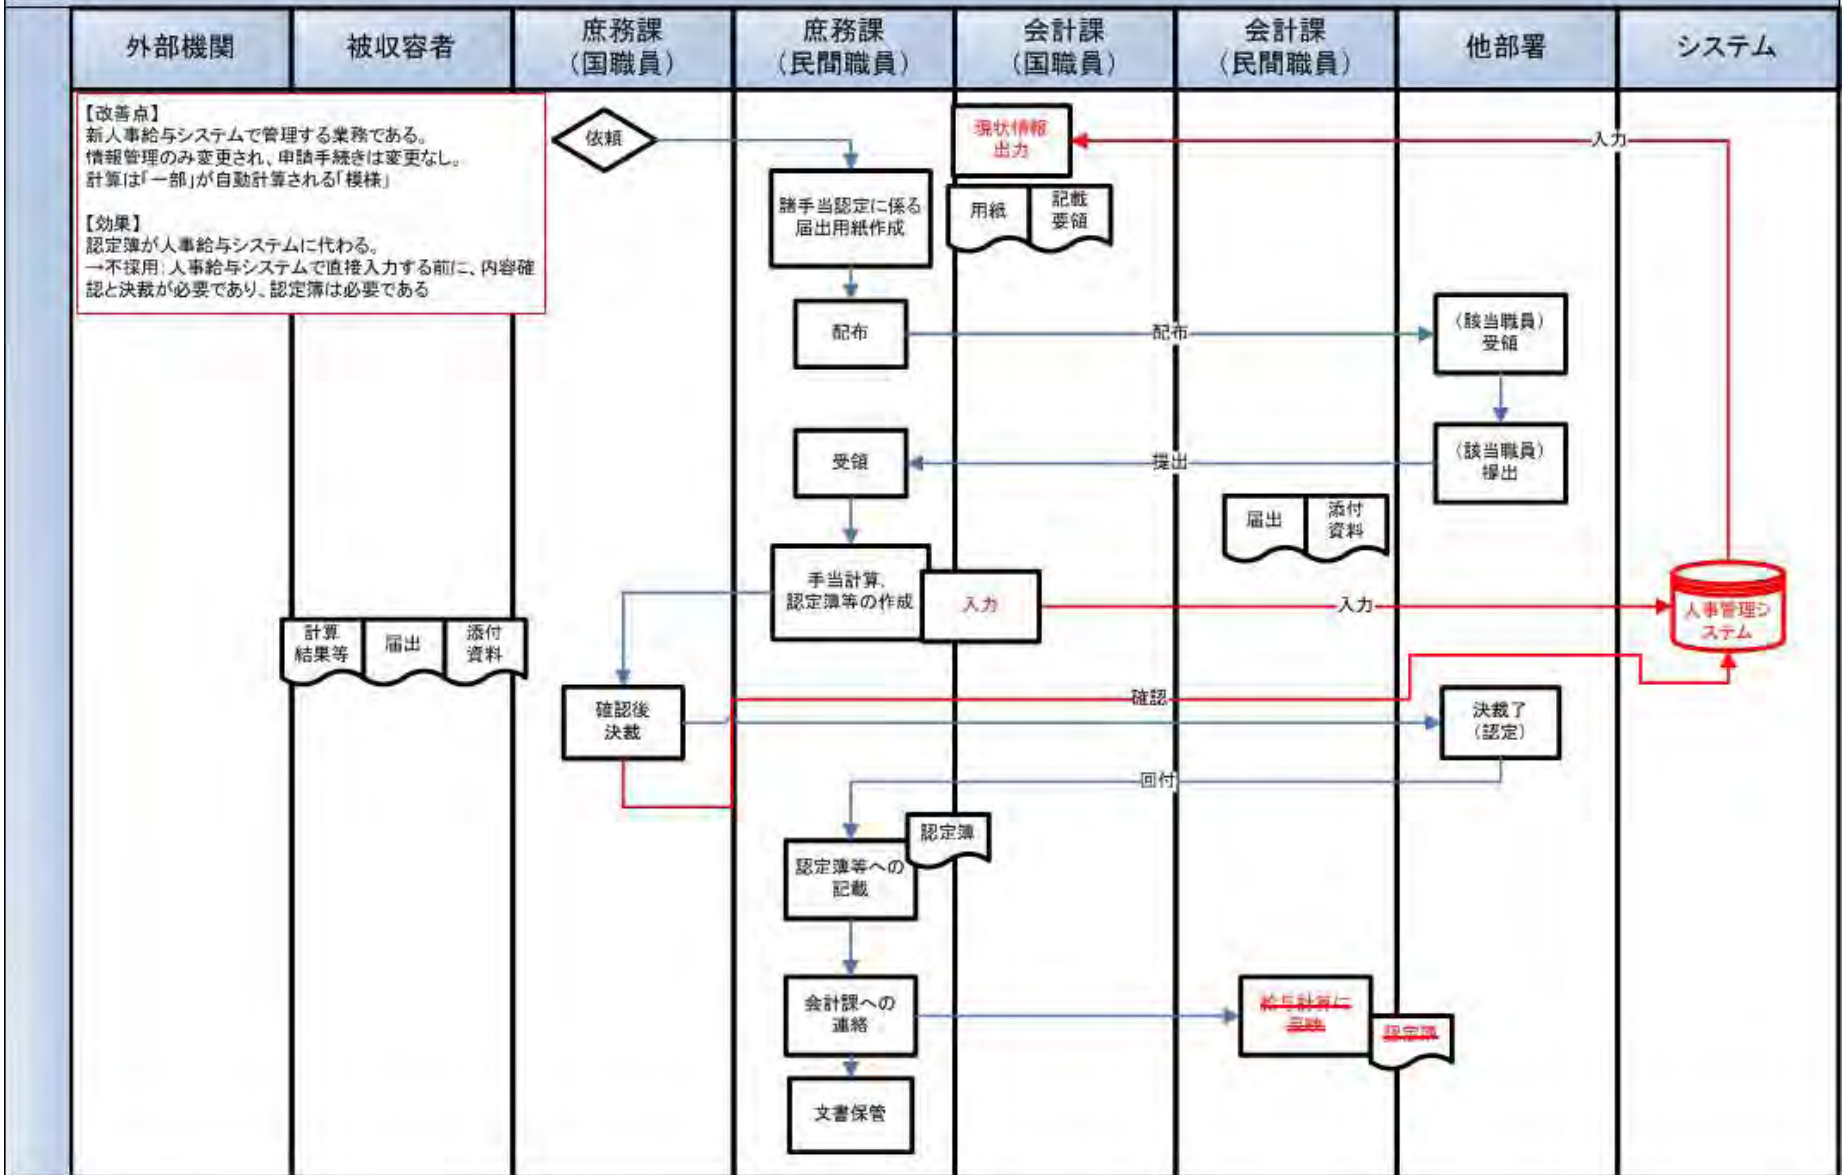 外部機関
被収容者
庶務課
（国職員）
庶務課
（民間職員）
会計課
（国職員）
会計課
（民間職員）
他部署
システム
【改善点】
新人事給与システムで管理する業務である。
情報管理のみ変更され、申請手続きは変更なし。
計算は「一部」が自動計算される「模様」
【効果】
認定簿が人事給与システムに代わる。
→不採用：人事給与システムで直接入力する前に、内容確
認と決裁が必要であり、認定簿は必要である
依頼
現状情報
出力
入力
諸手当認定に係る
届出用紙作成
用紙
記載
要領
配布
配布
（該当職員）
受領
受領
提出
（該当職員）
提出
届出
添付
資料
手当計算、
認定簿等の作成
入力
入力
人事管理シ
ステム
計算
結果等
届出
添付
資料
確認後
決裁
確認
決裁了
（認定）
回付
認定簿
認定簿等への
記載
会計課への
連絡
給与計算に
反映
認定簿
文書保管